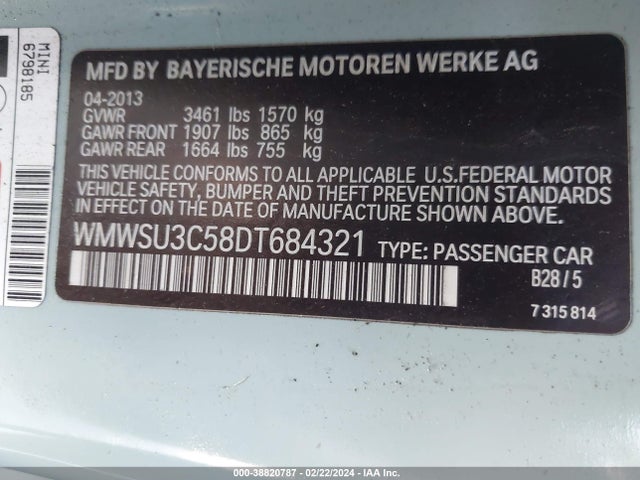 MINI
6798185
MFD BY BAYERISCHE MOTOREN WERKE AG
04-2013
GVWR 3461 lbs 1570 kg
GAWR FRONT 1907 lbs 865 kg
GAWR REAR 1664 lbs 755 kg
THIS VEHICLE CONFORMS TO ALL APPLICABLE U.S.FEDERAL MOTOR
VEHICLE SAFETY, BUMPER AND THEFT PREVENTION STANDARDS
IN EFFECT ON THE DATE OF MANUFACTURE SHOWN ABOVE.
WMWSU3C58DT684321 TYPE: PASSENGER CAR
B28/5
7 315 814
000-38820787 - 02/22/2024 - IAA Inc.